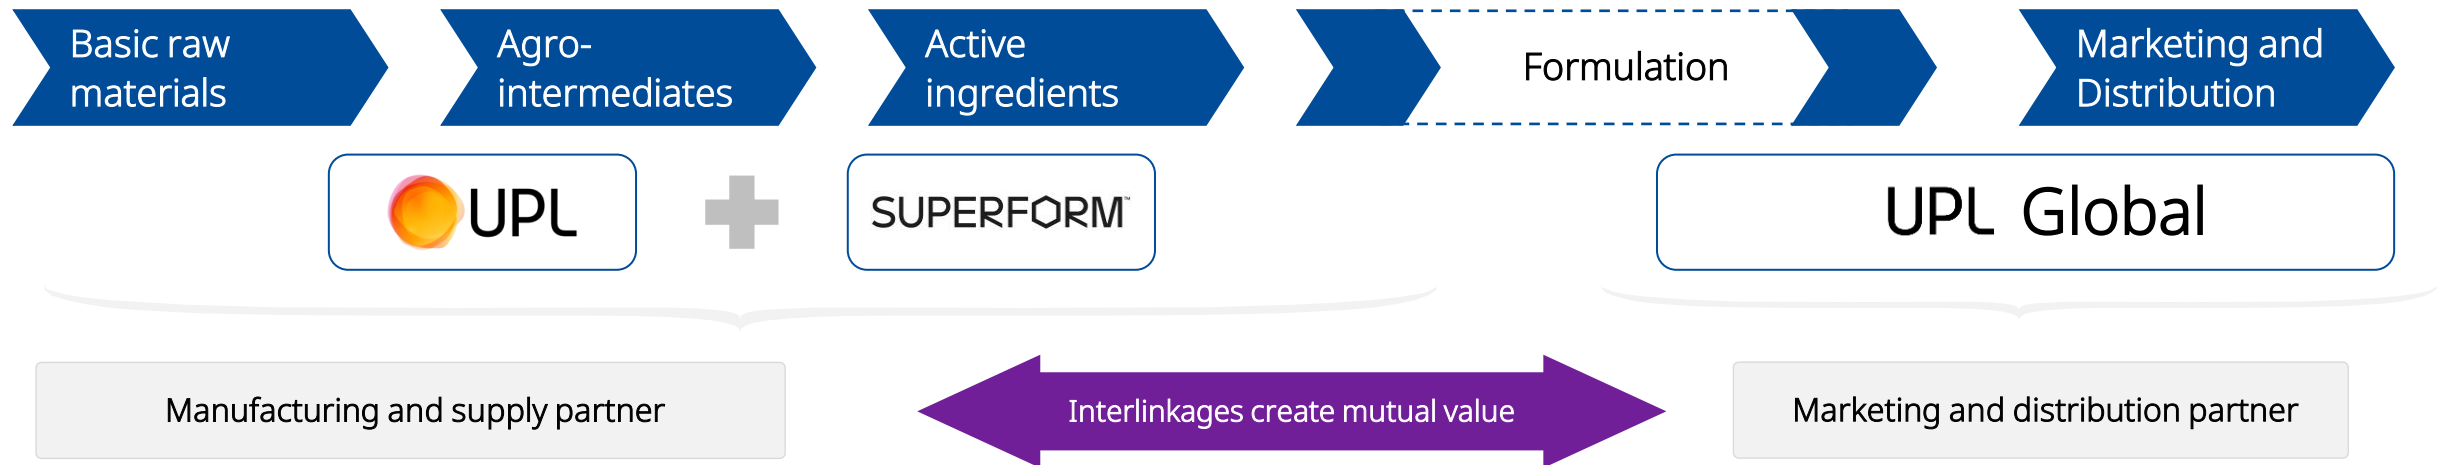 Basic raw
materials
Agro-
intermediates
Active
ingredients
Formulation
Marketing and
Distribution
UPL
SUPERFORM™
UPL Global
Manufacturing and supply partner
Interlinkages create mutual value
Marketing and distribution partner